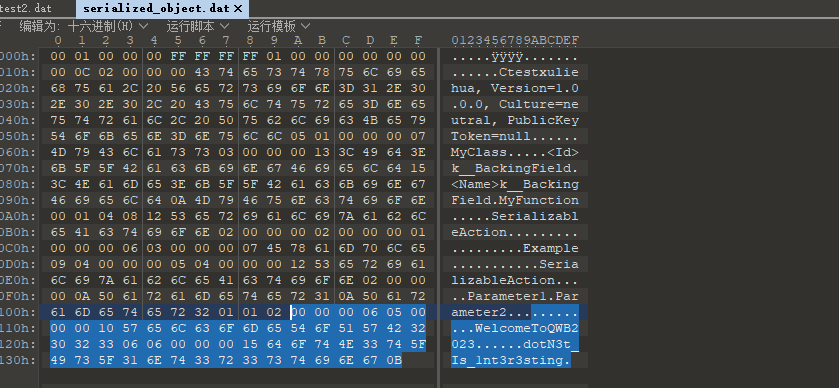 test2.dat serialized_object.dat ×
编辑为: 十六进制(H) 运行脚本 运行模板
0 1 2 3 4 5 6 7 8 9 A B C D E F 0123456789ABCDEF
000h: 00 01 00 00 00 FF FF FF FF 01 00 00 00 00 00 00 .....ÿÿÿÿ.......
010h: 00 0C 02 00 00 00 43 74 65 73 74 78 75 6C 69 65 ......Ctestxulie
020h: 68 75 61 2C 20 56 65 72 73 69 6F 6E 3D 31 2E 30 hua, Version=1.0
030h: 2E 30 2E 30 2C 20 43 75 6C 74 75 72 65 3D 6E 65 .0.0, Culture=ne
040h: 75 74 72 61 6C 2C 20 50 75 62 6C 69 63 4B 65 79 utral, PublicKey
050h: 54 6F 6B 65 6E 3D 6E 75 6C 6C 05 01 00 00 00 07 Token=null......
060h: 4D 79 43 6C 61 73 73 03 00 00 00 13 3C 49 64 3E MyClass.....<Id>
070h: 6B 5F 5F 42 61 63 6B 69 6E 67 46 69 65 6C 64 15 k__BackingField.
080h: 3C 4E 61 6D 65 3E 6B 5F 5F 42 61 63 6B 69 6E 67 <Name>k__Backing
090h: 46 69 65 6C 64 0A 4D 79 46 75 6E 63 74 69 6F 6E Field.MyFunction
0A0h: 00 01 04 08 12 53 65 72 69 61 6C 69 7A 61 62 6C .....Serializabl
0B0h: 65 41 63 74 69 6F 6E 02 00 00 00 02 00 00 00 01 eAction.........
0C0h: 00 00 00 06 03 00 00 00 07 45 78 61 6D 70 6C 65 .........Example
0D0h: 09 04 00 00 00 05 04 00 00 00 12 53 65 72 69 61 ...........Seria
0E0h: 6C 69 7A 61 62 6C 65 41 63 74 69 6F 6E 02 00 00 lizableAction...
0F0h: 00 0A 50 61 72 61 6D 65 74 65 72 31 0A 50 61 72 ..Parameter1.Par
100h: 61 6D 65 74 65 72 32 01 01 02 00 00 00 06 05 00 ameter2.........
110h: 00 00 10 57 65 6C 63 6F 6D 65 54 6F 51 57 42 32 ...WelcomeToQWB2
120h: 30 32 33 06 06 00 00 00 15 64 6F 74 4E 33 74 5F 023......dotN3t_
130h: 49 73 5F 31 6E 74 33 72 33 73 74 69 6E 67 0B Is_1nt3r3sting.